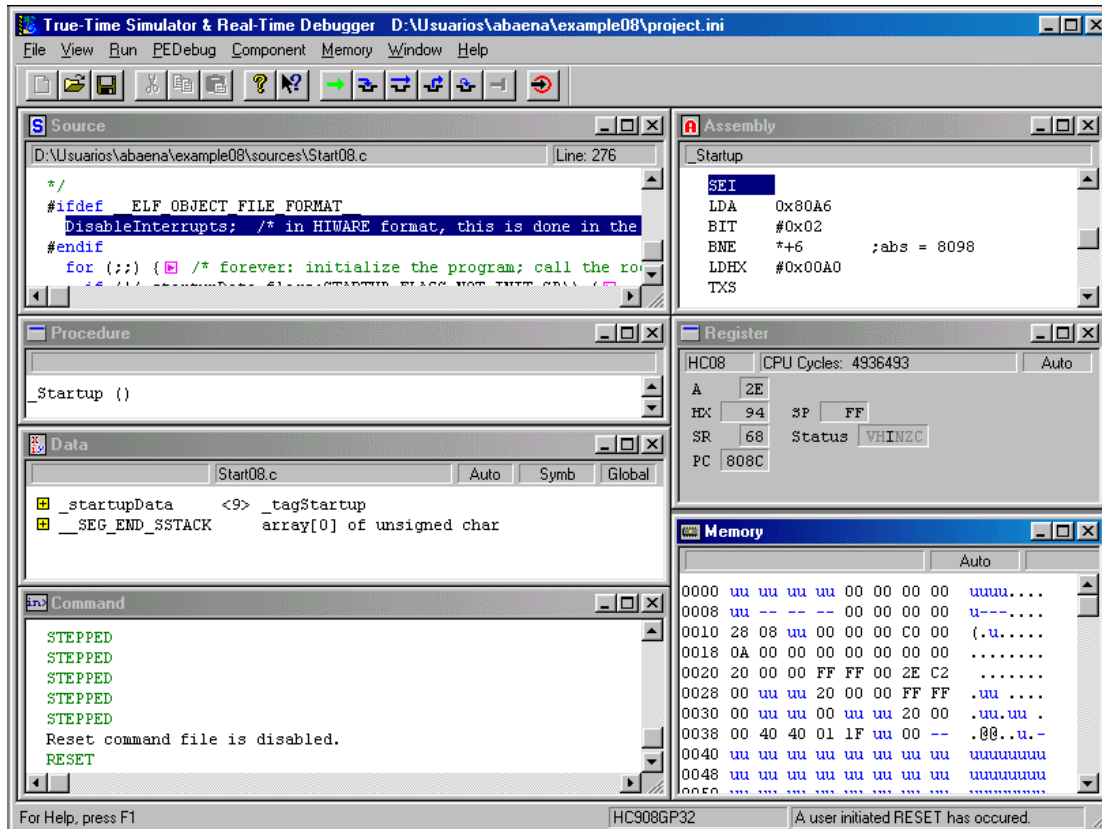 True-Time Simulator & Real-Time Debugger D:\Usuarios\abaena\example08\project.ini
File View Run PEDebug Component Memory Window Help
Source
D:\Usuarios\abaena\example08\sources\Start08.c Line: 276
*/
#ifdef __ELF_OBJECT_FILE_FORMAT__
DisableInterrupts; /* in HIWARE format, this is done in the
#endif
for (;;) { /* forever: initialize the program; call the ro
Assembly
_Startup
SEI
LDA 0x80A6
BIT #0x02
BNE *+6 ;abs = 8098
LDHX #0x00A0
TXS
Procedure
_Startup ()
Register
HC08 CPU Cycles: 4936493 Auto
A 2E
HX 94 SP FF
SR 68 Status VHINZC
PC 808C
Data
Start08.c Auto Symb Global
_startupData <9> _tagStartup
__SEG_END_SSTACK array[0] of unsigned char
Memory
Auto
0000 uu uu uu uu 00 00 00 00 uuuu....
0008 uu -- -- -- 00 00 00 00 u---....
0010 28 08 uu 00 00 00 C0 00 (.u.....
0018 0A 00 00 00 00 00 00 00 ........
0020 20 00 00 FF FF 00 2E C2 .......
0028 00 uu uu 20 00 00 FF FF .uu ....
0030 00 uu uu 00 uu uu 20 00 .uu.uu .
0038 00 40 40 01 1F uu 00 -- .@@..u.-
0040 uu uu uu uu uu uu uu uu uuuuuuuu
0048 uu uu uu uu uu uu uu uu uuuuuuuu
Command
STEPPED
STEPPED
STEPPED
STEPPED
STEPPED
Reset command file is disabled.
RESET
For Help, press F1 HC908GP32 A user initiated RESET has occured.